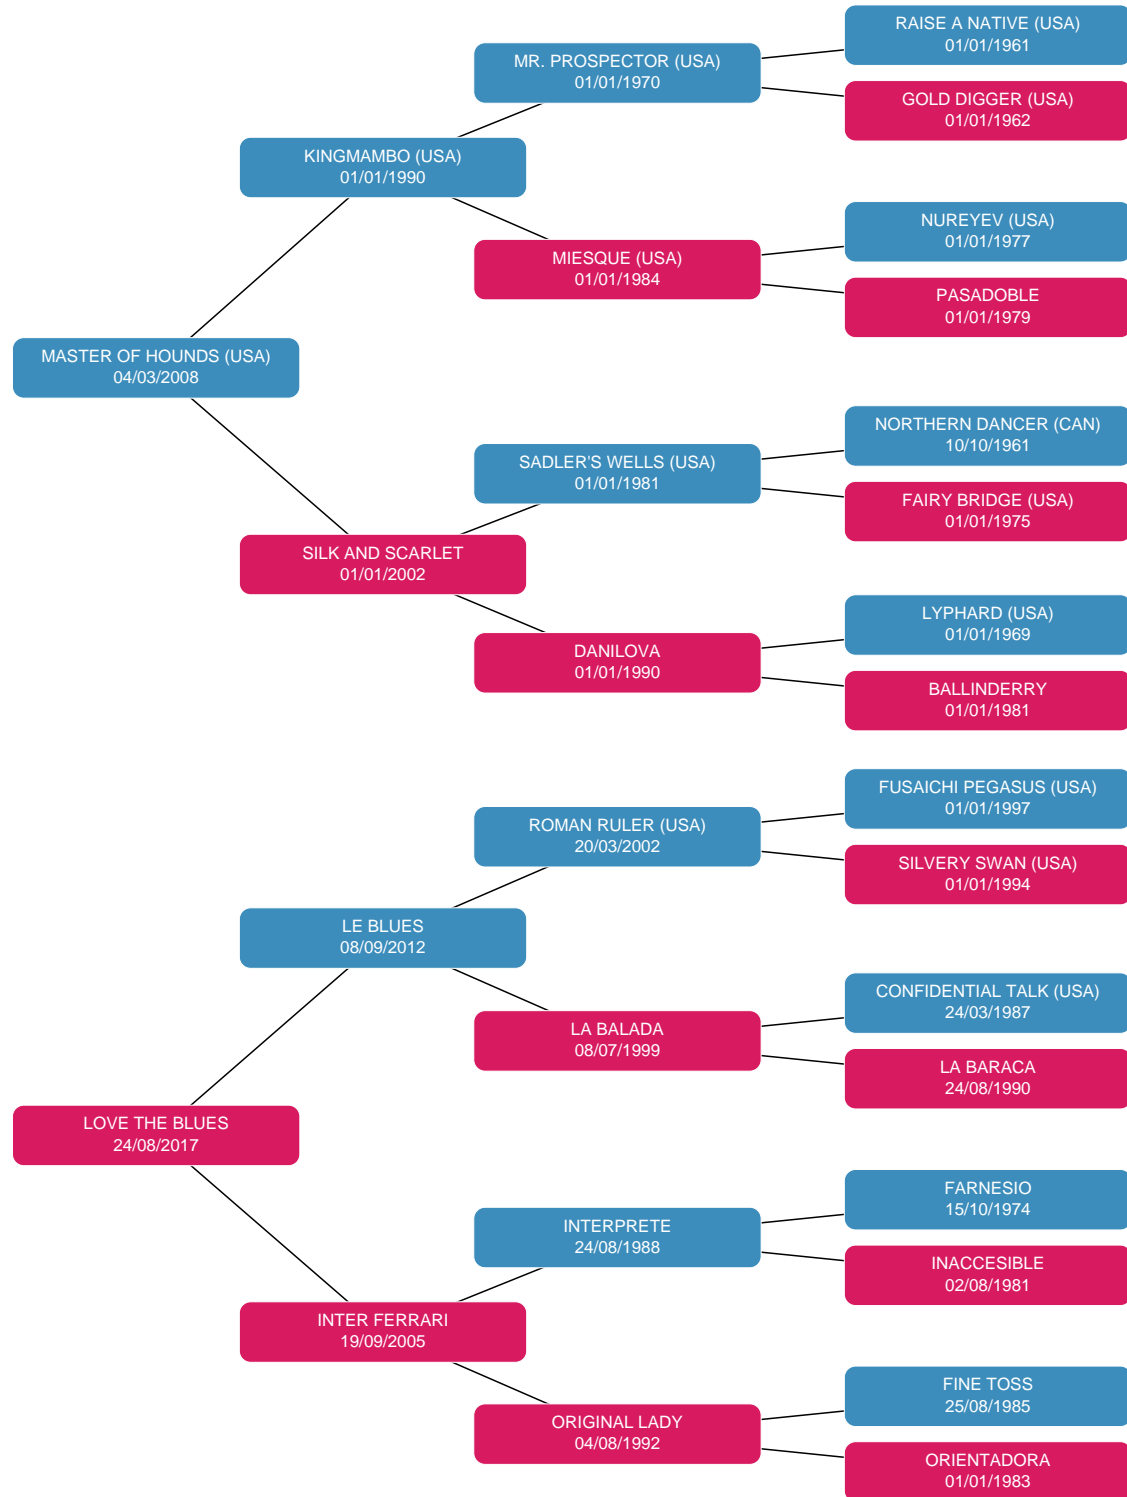 RAISE A NATIVE (USA)
01/01/1961
MR. PROSPECTOR (USA)
01/01/1970
GOLD DIGGER (USA)
01/01/1962
KINGMAMBO (USA)
01/01/1990
NUREYEV (USA)
01/01/1977
MIESQUE (USA)
01/01/1984
PASADOBLE
01/01/1979
MASTER OF HOUNDS (USA)
04/03/2008
NORTHERN DANCER (CAN)
10/10/1961
SADLER'S WELLS (USA)
01/01/1981
FAIRY BRIDGE (USA)
01/01/1975
SILK AND SCARLET
01/01/2002
LYPHARD (USA)
01/01/1969
DANILOVA
01/01/1990
BALLINDERRY
01/01/1981
FUSAICHI PEGASUS (USA)
01/01/1997
ROMAN RULER (USA)
20/03/2002
SILVERY SWAN (USA)
01/01/1994
LE BLUES
08/09/2012
CONFIDENTIAL TALK (USA)
24/03/1987
LA BALADA
08/07/1999
LA BARACA
24/08/1990
LOVE THE BLUES
24/08/2017
FARNESIO
15/10/1974
INTERPRETE
24/08/1988
INACCESIBLE
02/08/1981
INTER FERRARI
19/09/2005
FINE TOSS
25/08/1985
ORIGINAL LADY
04/08/1992
ORIENTADORA
01/01/1983